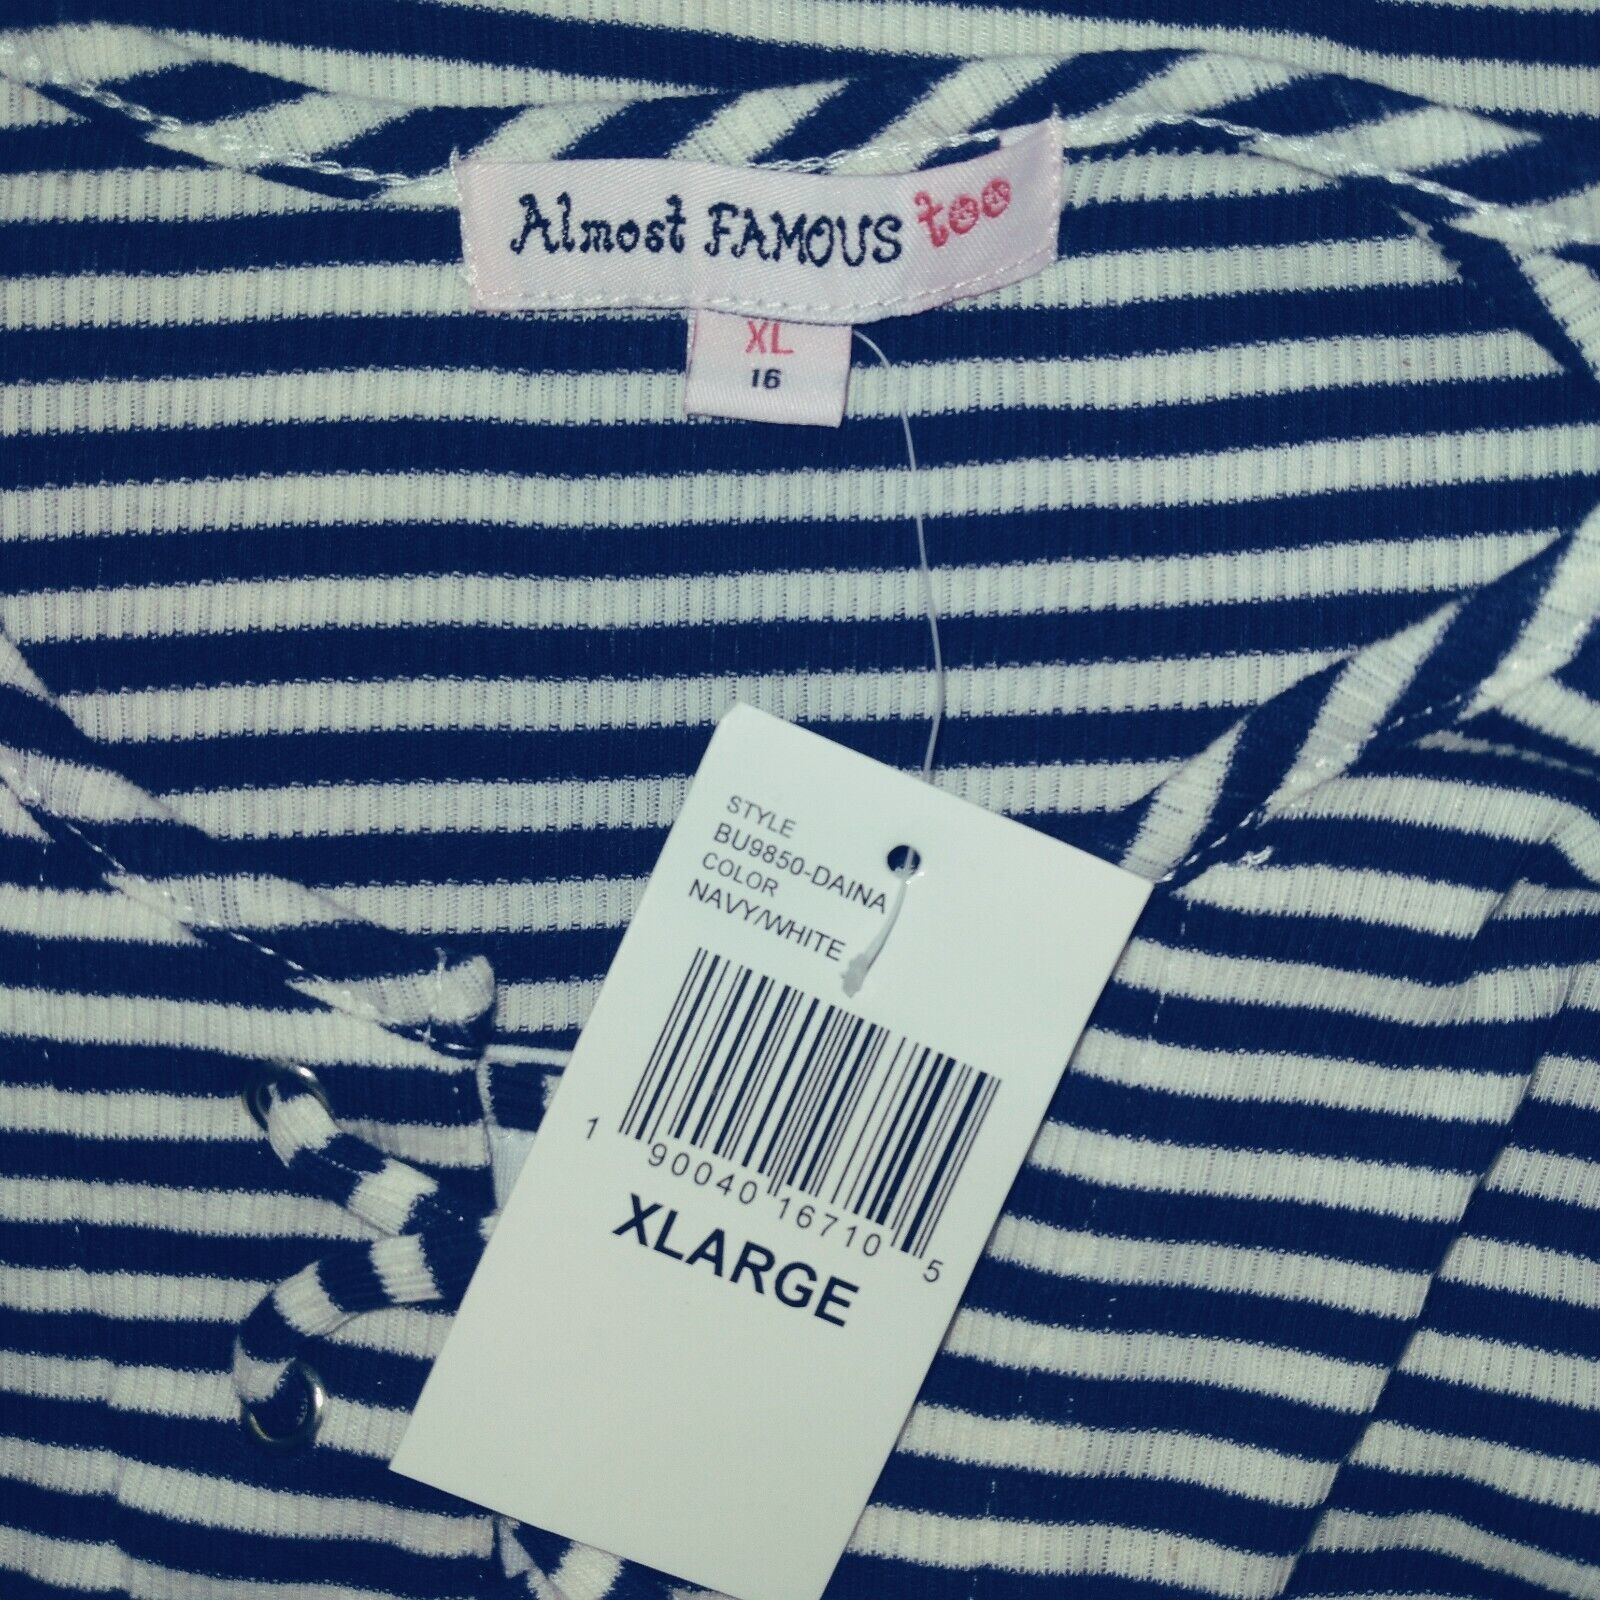 Almost FAMOUS too
XL
16
STYLE
BU9850-DAINA
COLOR
NAVY/WHITE
1 90040 16710 5
XLARGE